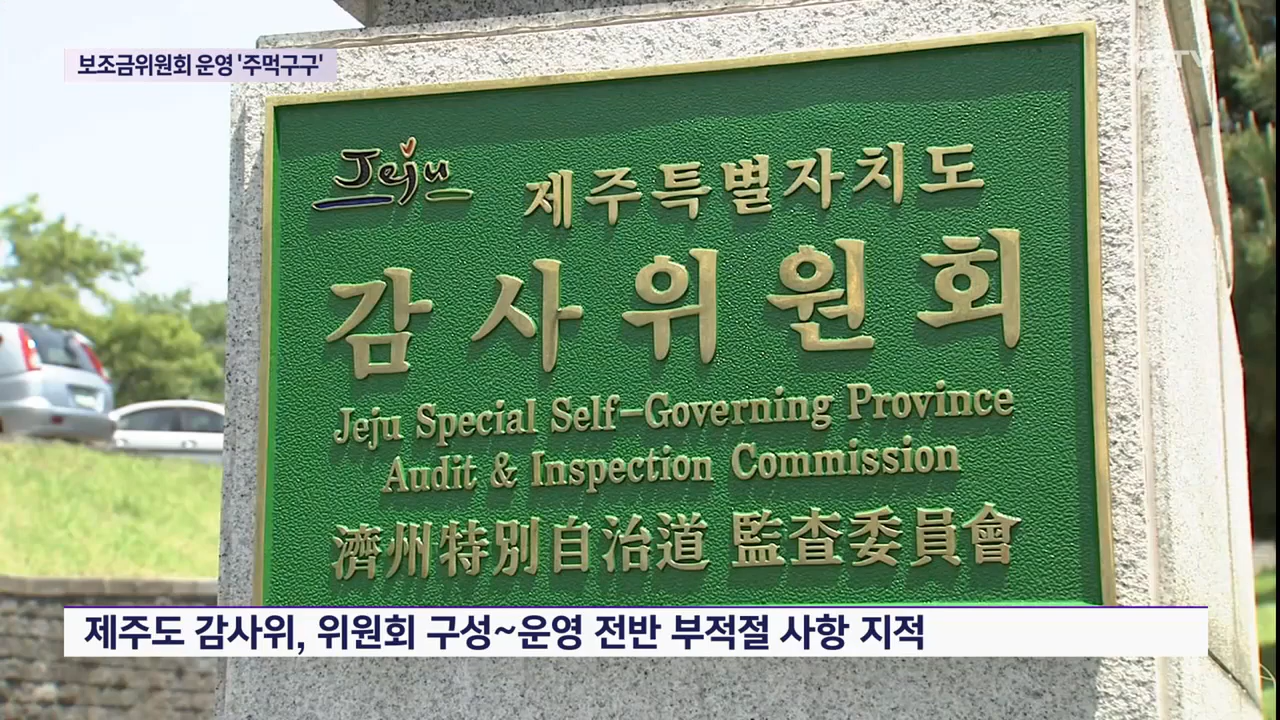 보조금위원회 운영 '주먹구구'
JIBS
Jeju
제주특별자치도
감사위원회
Jeju Special Self-Governing Province
Audit & Inspection Commission
濟州特別自治道 監査委員會
제주도 감사위, 위원회 구성~운영 전반 부적절 사항 지적